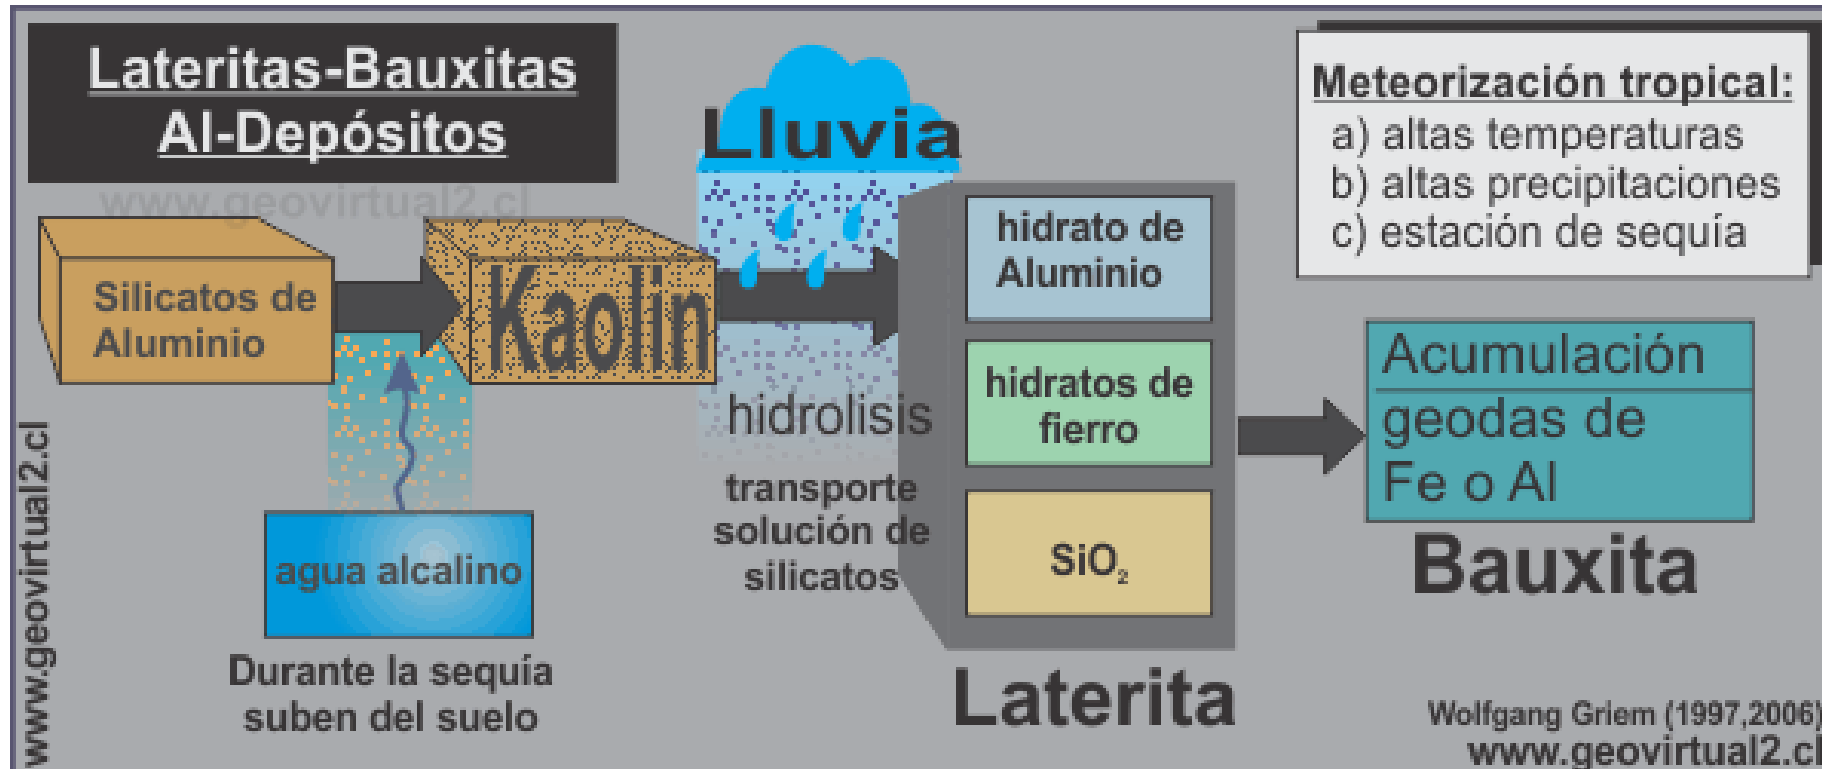 Lateritas-Bauxitas
Al-Depósitos
www.geovirtual2.cl
Lluvia
Meteorización tropical:
a) altas temperaturas
b) altas precipitaciones
c) estación de sequía
Silicatos de
Aluminio
Kaolin
hidrolisis
transporte
solución de
silicatos
agua alcalino
Durante la sequía
suben del suelo
hidrato de
Aluminio
hidratos de
fierro
SiO₂
Laterita
Acumulación
geodas de
Fe o Al
Bauxita
www.geovirtual2.cl
Wolfgang Griem (1997,2006)
www.geovirtual2.cl